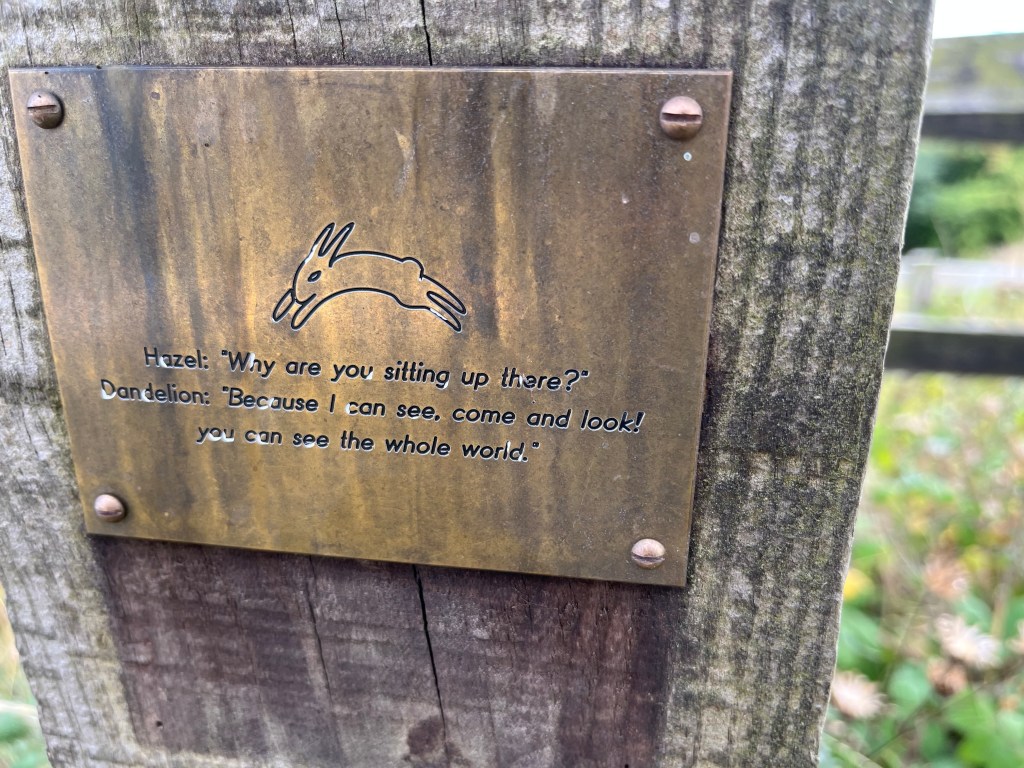 Hazel: "Why are you sitting up there?"
Dandelion: "Because I can see, come and look!
you can see the whole world."